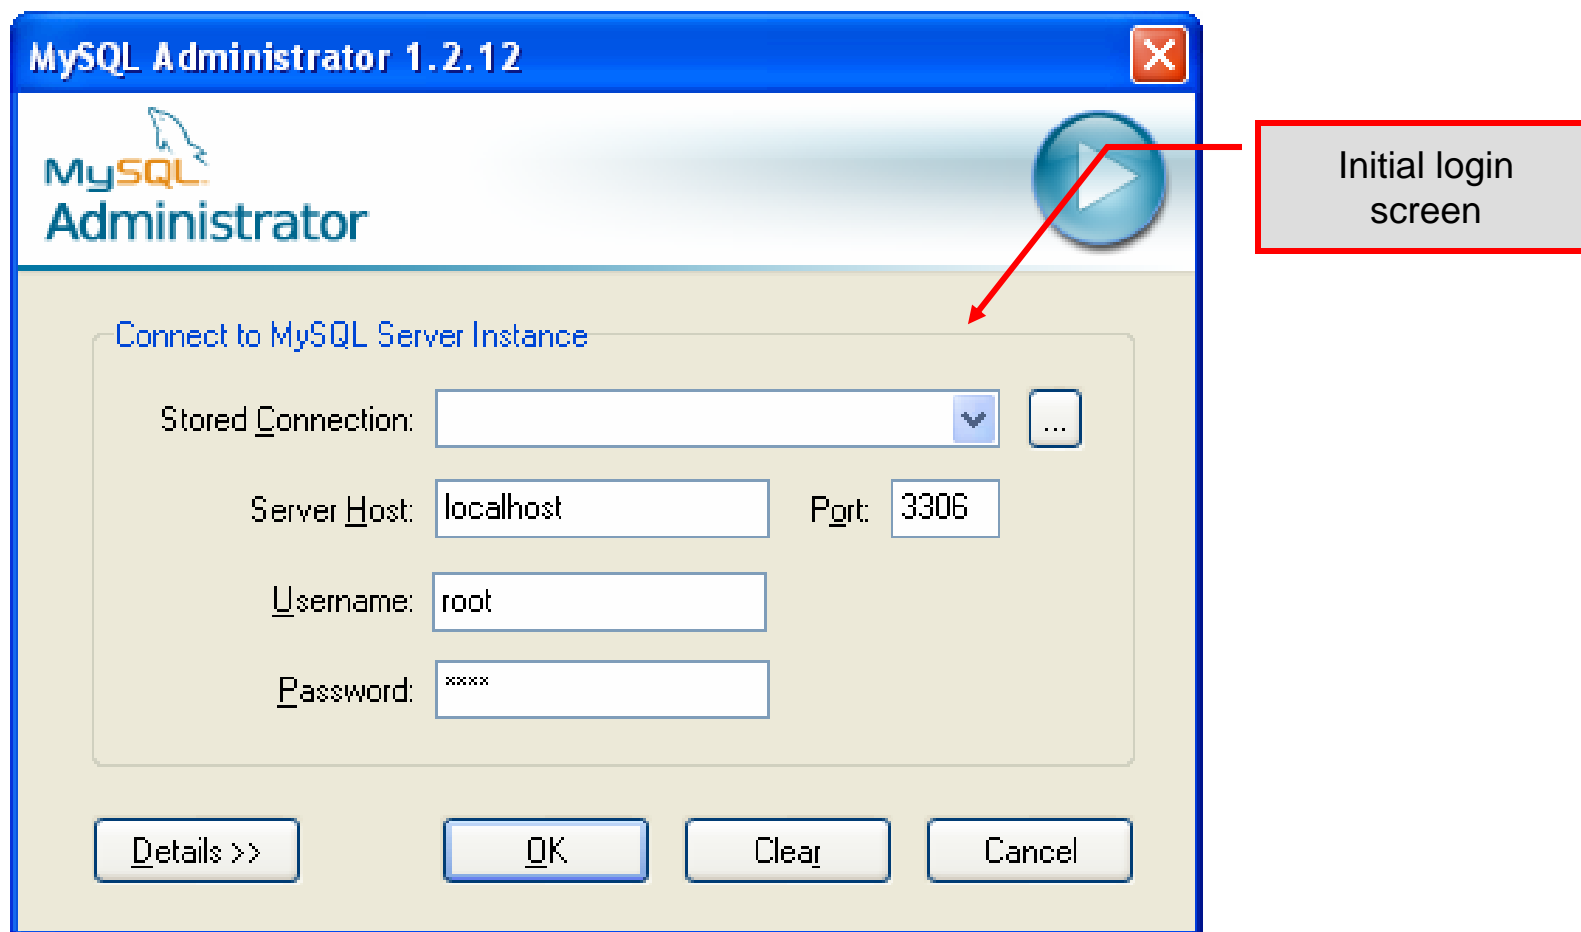 MySQL Administrator 1.2.12
MySQL
Administrator
Initial login
screen
Connect to MySQL Server Instance
Stored Connection:
...
Server Host: localhost Port: 3306
Username: root
Password: ××××
Details >> OK Clear Cancel